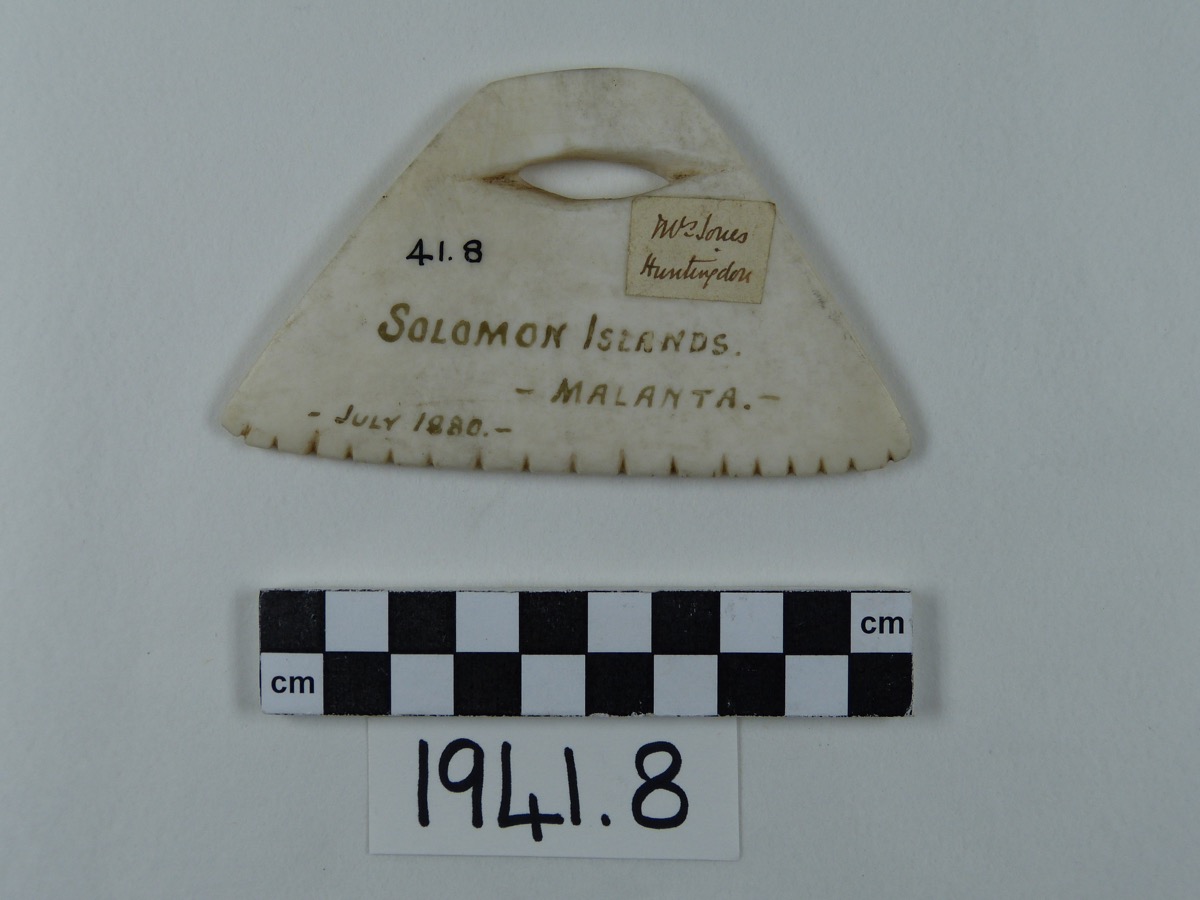 41.8
Mrs Jones
Huntingdon
SOLOMON ISLANDS.
- MALANTA. -
- JULY 1880. -
cm
cm
1941.8